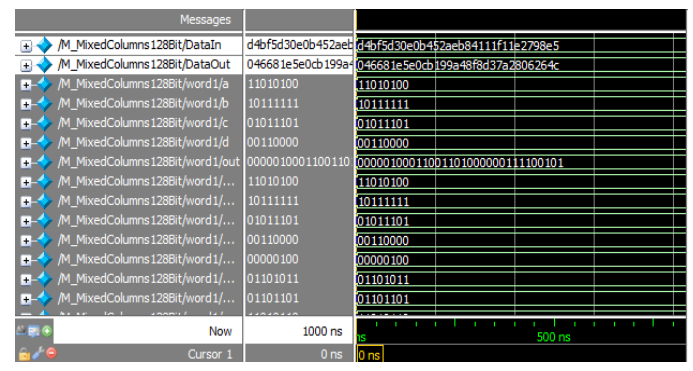 Messages
/M_MixedColumns128Bit/DataIn d4bf5d30e0b452aeb d4bf5d30e0b452aeb84111f11e2798e5
/M_MixedColumns128Bit/DataOut 046681e5e0cb199a4 046681e5e0cb199a48f8d37a2806264c
/M_MixedColumns128Bit/word1/a 11010100 11010100
/M_MixedColumns128Bit/word1/b 10111111 10111111
/M_MixedColumns128Bit/word1/c 01011101 01011101
/M_MixedColumns128Bit/word1/d 00110000 00110000
/M_MixedColumns128Bit/word1/out 0000010001100110 00000100011001101000000111100101
/M_MixedColumns128Bit/word1/... 11010100 11010100
/M_MixedColumns128Bit/word1/... 10111111 10111111
/M_MixedColumns128Bit/word1/... 01011101 01011101
/M_MixedColumns128Bit/word1/... 00110000 00110000
/M_MixedColumns128Bit/word1/... 00000100 00000100
/M_MixedColumns128Bit/word1/... 01101011 01101011
/M_MixedColumns128Bit/word1/... 01101101 01101101
Now 1000 ns ns 500 ns
Cursor 1 0 ns 0 ns